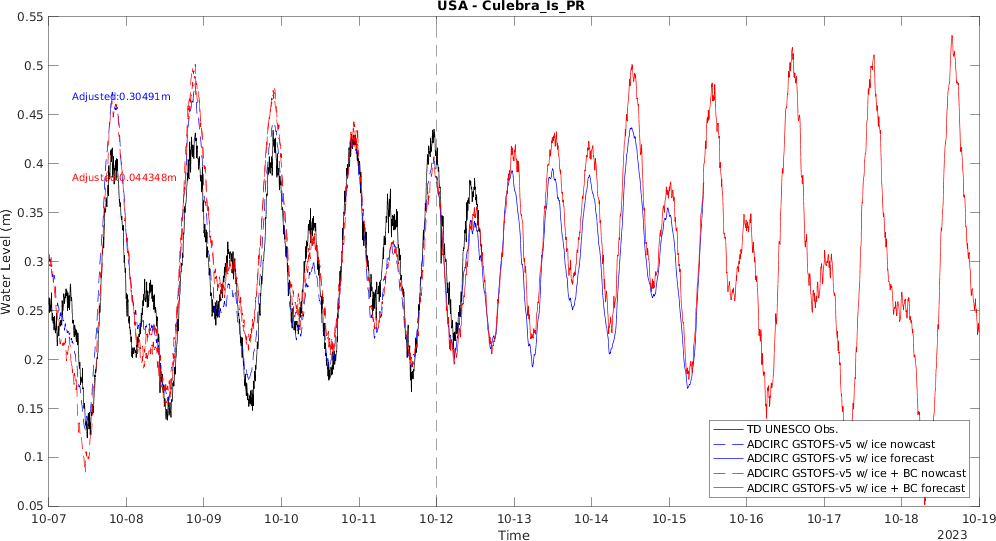 USA - Culebra_Is_PR
0.55
0.5
0.45
0.4
0.35
0.3
0.25
0.2
0.15
0.1
0.05
Water Level (m)
Adjusted:0.30491m
Adjusted:0.044348m
TD UNESCO Obs.
ADCIRC GSTOFS-v5 w/ ice nowcast
ADCIRC GSTOFS-v5 w/ ice forecast
ADCIRC GSTOFS-v5 w/ ice + BC nowcast
ADCIRC GSTOFS-v5 w/ ice + BC forecast
10-07 10-08 10-09 10-10 10-11 10-12 10-13 10-14 10-15 10-16 10-17 10-18 10-19
Time
2023